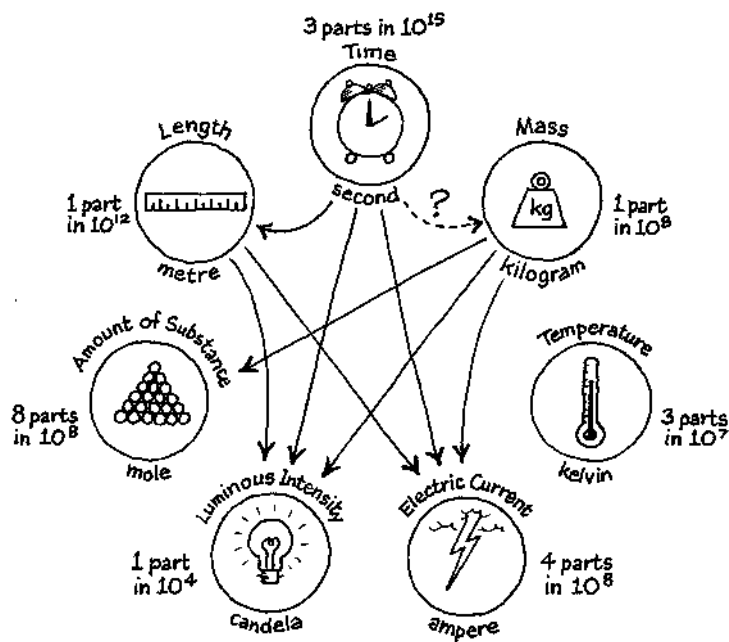 3 parts in 10¹⁵
Time
second
Length
1 part
in 10¹²
metre
?
Mass
kg
1 part
in 10⁸
kilogram
Amount of Substance
8 parts
in 10⁸
mole
Temperature
3 parts
in 10⁷
kelvin
Luminous Intensity
1 part
in 10⁴
candela
Electric Current
4 parts
in 10⁸
ampere